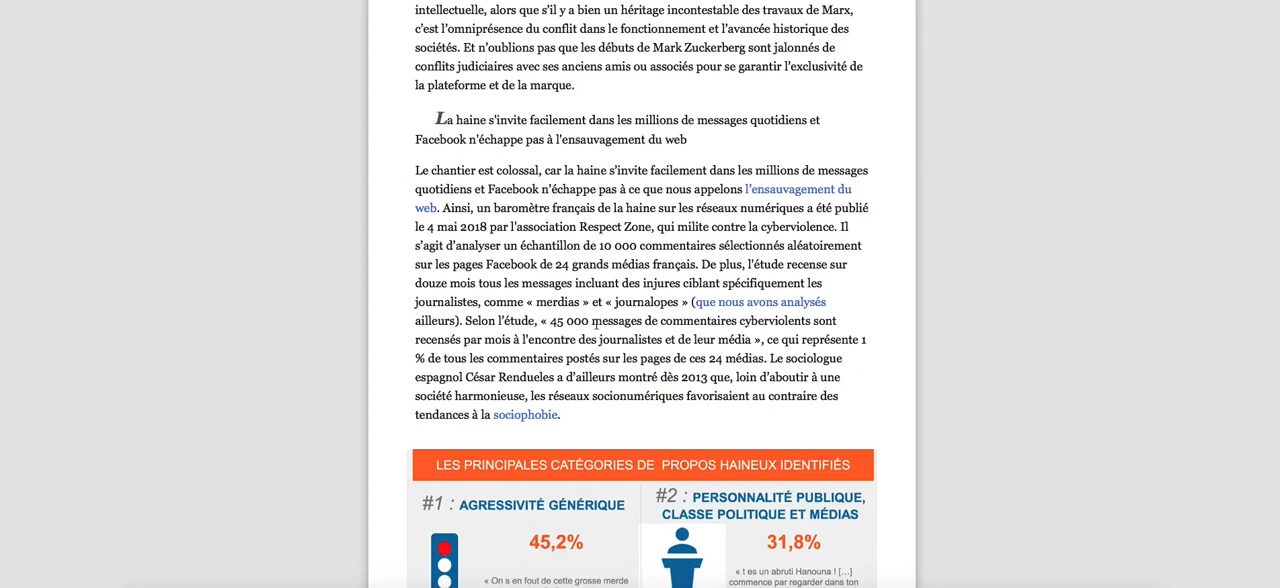 intellectuelle, alors que s’il y a bien un héritage incontestable des travaux de Marx,
c’est l’omniprésence du conflit dans le fonctionnement et l’avancée historique des
sociétés. Et n’oublions pas que les débuts de Mark Zuckerberg sont jalonnés de
conflits judiciaires avec ses anciens amis ou associés pour se garantir l’exclusivité de
la plateforme et de la marque.
La haine s'invite facilement dans les millions de messages quotidiens et
Facebook n'échappe pas à l'ensauvagement du web
Le chantier est colossal, car la haine s’invite facilement dans les millions de messages
quotidiens et Facebook n’échappe pas à ce que nous appelons l’ensauvagement du
web. Ainsi, un baromètre français de la haine sur les réseaux numériques a été publié
le 4 mai 2018 par l'association Respect Zone, qui milite contre la cyberviolence. Il
s’agit d’analyser un échantillon de 10 000 commentaires sélectionnés aléatoirement
sur les pages Facebook de 24 grands médias français. De plus, l'étude recense sur
douze mois tous les messages incluant des injures ciblant spécifiquement les
journalistes, comme « merdias » et « journalopes » (que nous avons analysés
ailleurs). Selon l’étude, « 45 000 messages de commentaires cyberviolents sont
recensés par mois à l'encontre des journalistes et de leur média », ce qui représente 1
% de tous les commentaires postés sur les pages de ces 24 médias. Le sociologue
espagnol César Rendueles a d’ailleurs montré dès 2013 que, loin d’aboutir à une
société harmonieuse, les réseaux socionumériques favorisaient au contraire des
tendances à la sociophobie.
LES PRINCIPALES CATÉGORIES DE PROPOS HAINEUX IDENTIFIÉS
#1 : AGRESSIVITÉ GÉNÉRIQUE
45,2%
« On s en fout de cette grosse merde
#2 : PERSONNALITÉ PUBLIQUE,
CLASSE POLITIQUE ET MÉDIAS
31,8%
« t es un abruti Hanouna ! [...]
commence par regarder dans ton